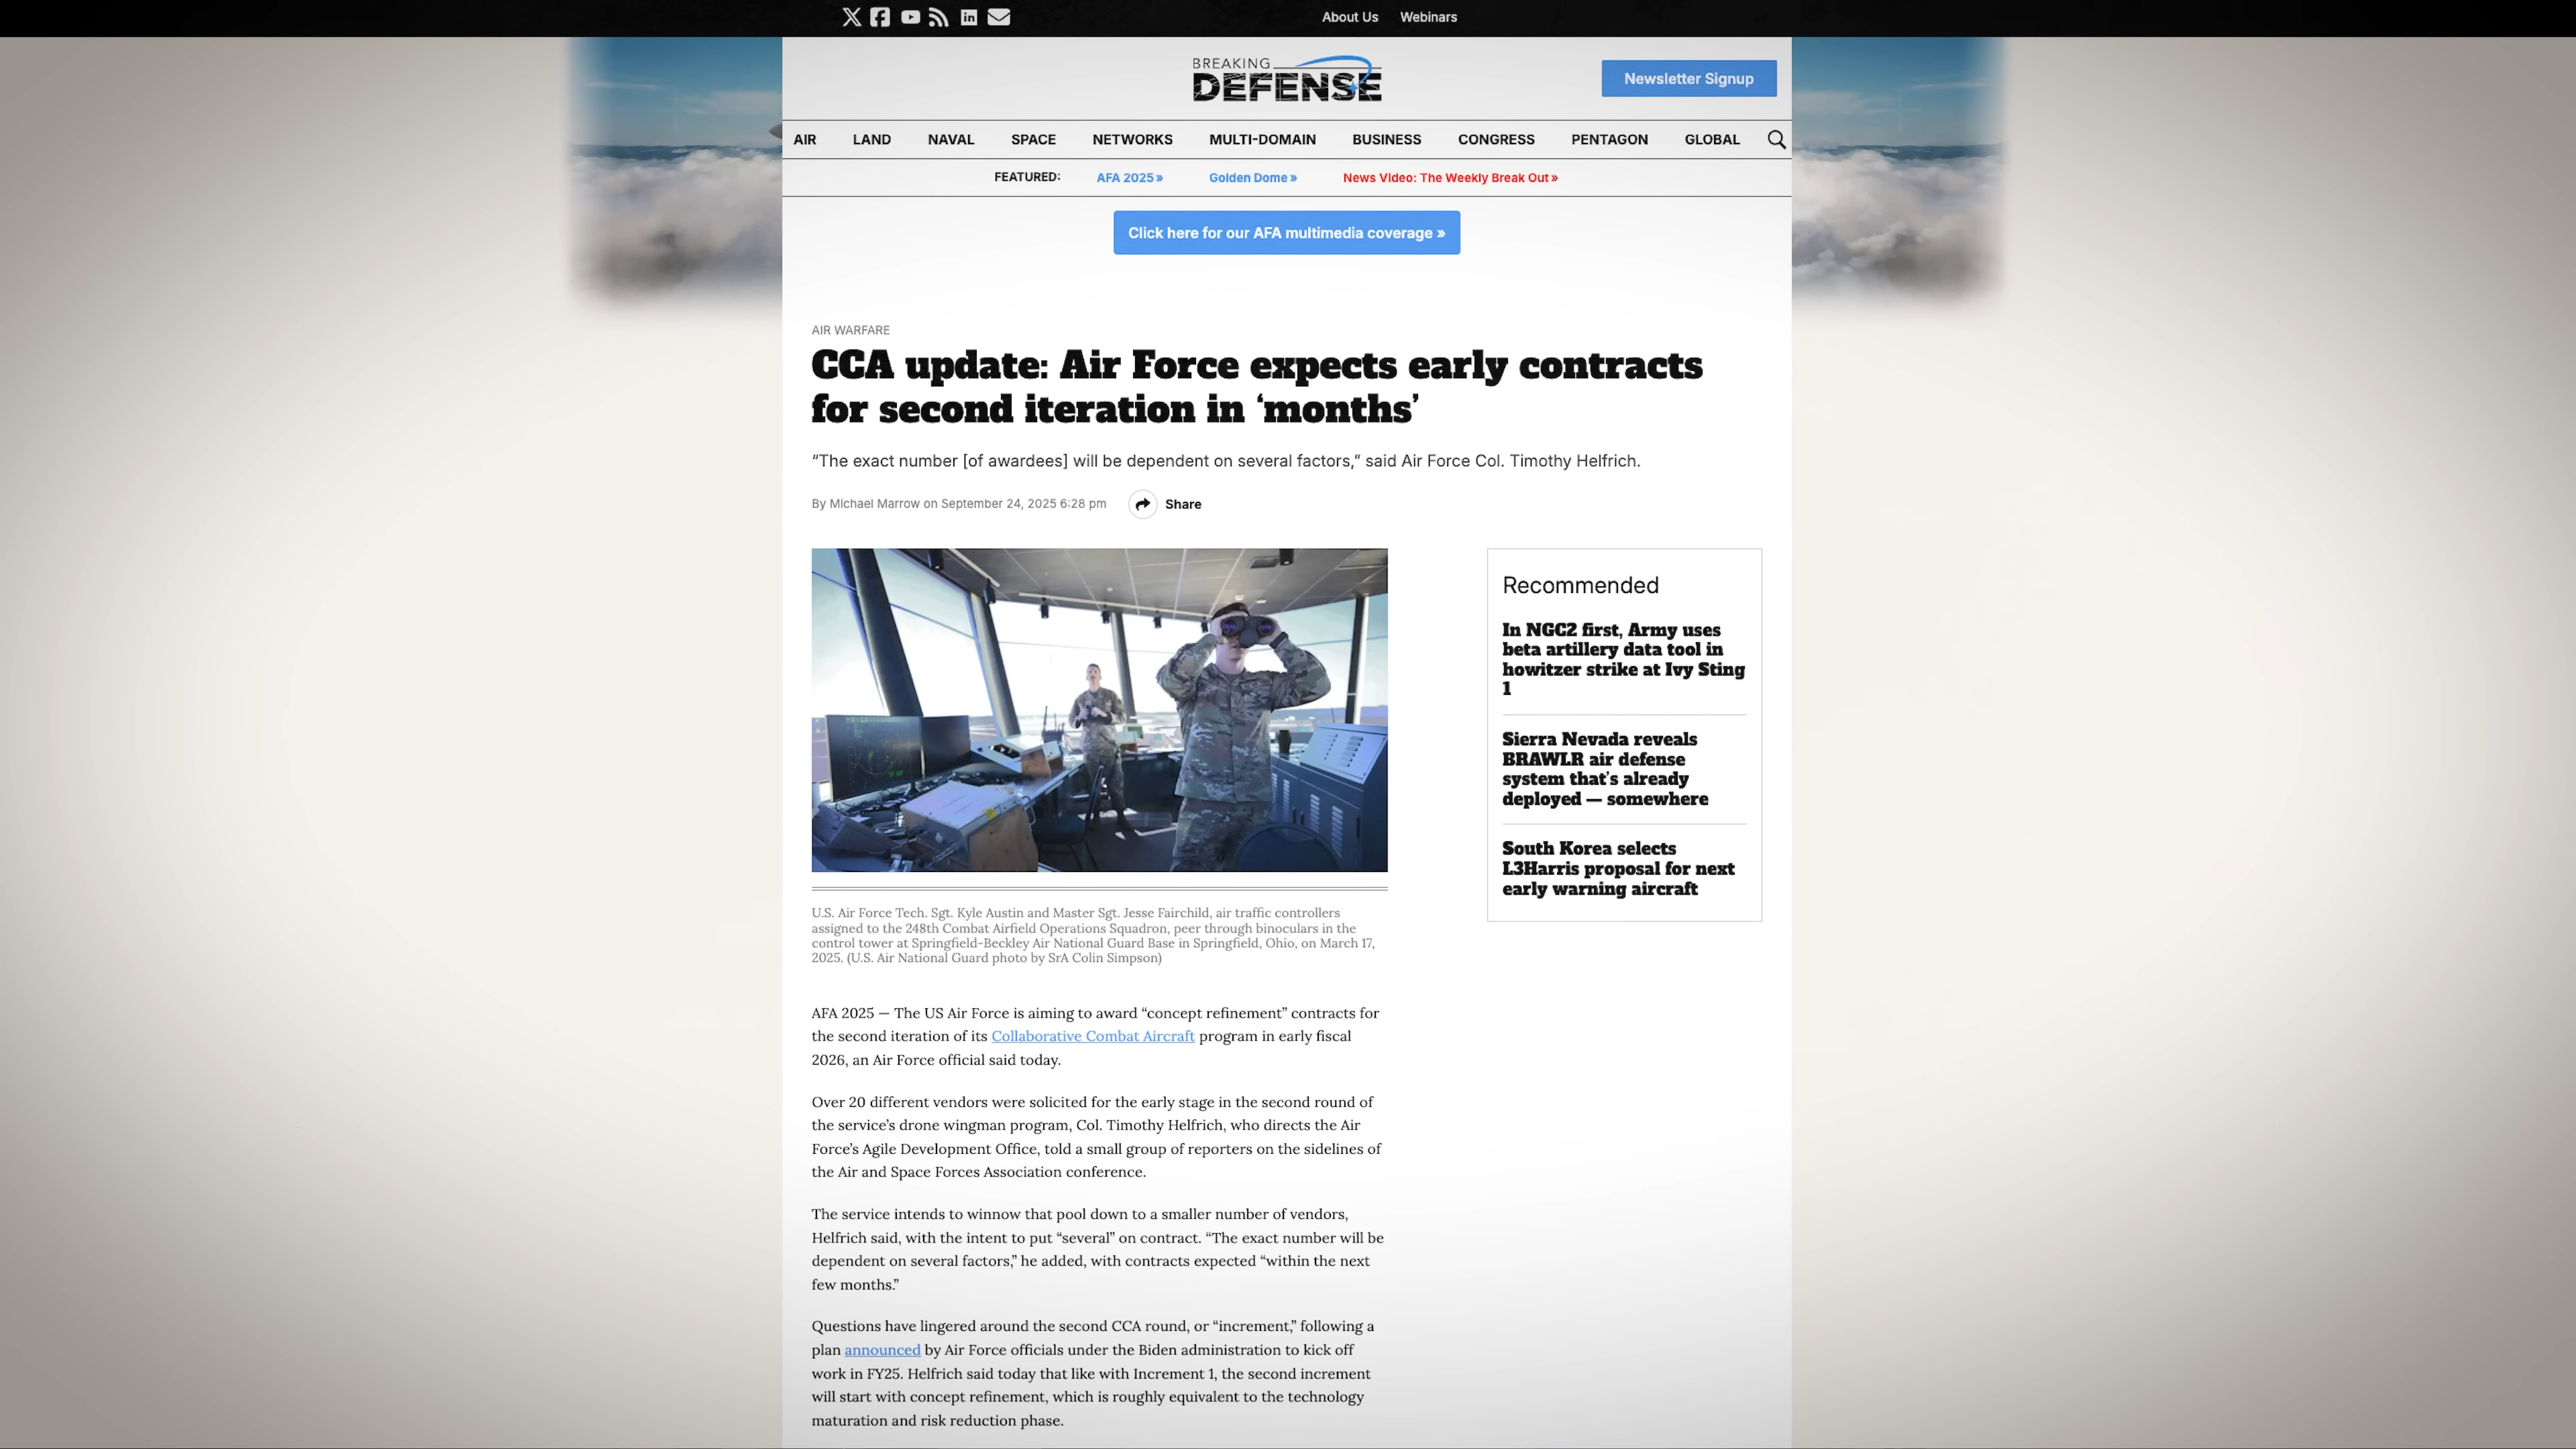 About Us Webinars
BREAKING
DEFENSE
Newsletter Signup
AIR LAND NAVAL SPACE NETWORKS MULTI-DOMAIN BUSINESS CONGRESS PENTAGON GLOBAL
FEATURED: AFA 2025 » Golden Dome » News Video: The Weekly Break Out »
Click here for our AFA multimedia coverage »
AIR WARFARE
CCA update: Air Force expects early contracts
for second iteration in ‘months’
“The exact number [of awardees] will be dependent on several factors,” said Air Force Col. Timothy Helfrich.
By Michael Marrow on September 24, 2025 6:28 pm Share
Recommended
In NGC2 first, Army uses
beta artillery data tool in
howitzer strike at Ivy Sting
1
Sierra Nevada reveals
BRAWLR air defense
system that’s already
deployed — somewhere
South Korea selects
L3Harris proposal for next
early warning aircraft
U.S. Air Force Tech. Sgt. Kyle Austin and Master Sgt. Jesse Fairchild, air traffic controllers
assigned to the 248th Combat Airfield Operations Squadron, peer through binoculars in the
control tower at Springfield-Beckley Air National Guard Base in Springfield, Ohio, on March 17,
2025. (U.S. Air National Guard photo by SrA Colin Simpson)
AFA 2025 — The US Air Force is aiming to award “concept refinement” contracts for
the second iteration of its Collaborative Combat Aircraft program in early fiscal
2026, an Air Force official said today.
Over 20 different vendors were solicited for the early stage in the second round of
the service’s drone wingman program, Col. Timothy Helfrich, who directs the Air
Force’s Agile Development Office, told a small group of reporters on the sidelines of
the Air and Space Forces Association conference.
The service intends to winnow that pool down to a smaller number of vendors,
Helfrich said, with the intent to put “several” on contract. “The exact number will be
dependent on several factors,” he added, with contracts expected “within the next
few months.”
Questions have lingered around the second CCA round, or “increment,” following a
plan announced by Air Force officials under the Biden administration to kick off
work in FY25. Helfrich said today that like with Increment 1, the second increment
will start with concept refinement, which is roughly equivalent to the technology
maturation and risk reduction phase.